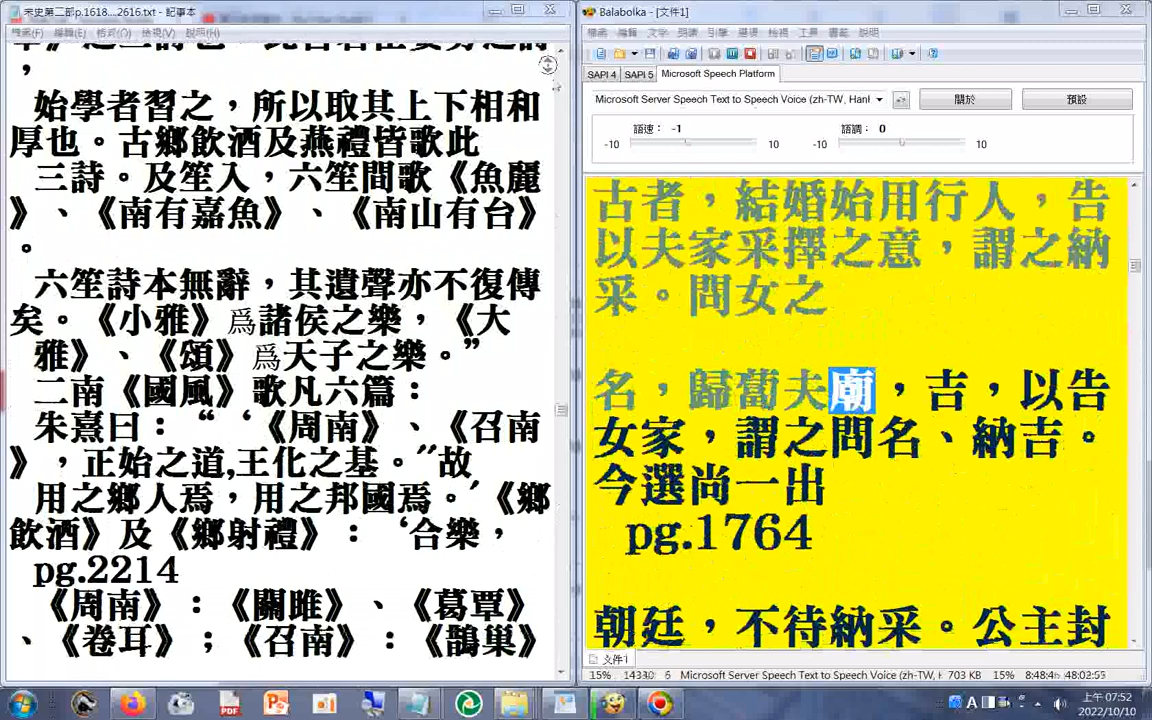 宋史第二部p.1618....2616.txt - 記事本
檔案(F) 編輯(E) 格式(O) 檢視(V) 說明(H)
，
始學者習之，所以取其上下相和
厚也。古鄉飲酒及燕禮皆歌此
三詩。及笙入，六笙間歌《魚麗
》、《南有嘉魚》、《南山有台》
。
六笙詩本無辭，其遺聲亦不復傳
矣。《小雅》爲諸侯之樂，《大
雅》、《頌》爲天子之樂。”
二南《國風》歌凡六篇：
朱熹曰：“‘《周南》、《召南
》，正始之道,王化之基。"故
用之鄉人焉，用之邦國焉。’《鄉
飲酒》及《鄉射禮》：‘合樂，
pg.2214
《周南》：《關雎》、《葛覃》
、《卷耳》；《召南》：《鵲巢》
Balabolka - [文件1]
檔案 編輯 文字 朗讀 引擎 選項 檢視 工具 書籤 說明
SAPI 4 SAPI 5 Microsoft Speech Platform
Microsoft Server Speech Text to Speech Voice (zh-TW, Hanl
關於 預設
語速： -1 語調： 0
-10 10 -10 10
古者，結婚始用行人，告
以夫家采擇之意，謂之納
采。問女之
名，歸蔔夫廟，吉，以告
女家，謂之問名、納吉。
今選尚一出
pg.1764
朝廷，不待納采。公主封
文件1
15% Microsoft Server Speech Text to Speech Voice (zh-TW, Hanl 703 KB 15%
上午 07:52
2022/10/10